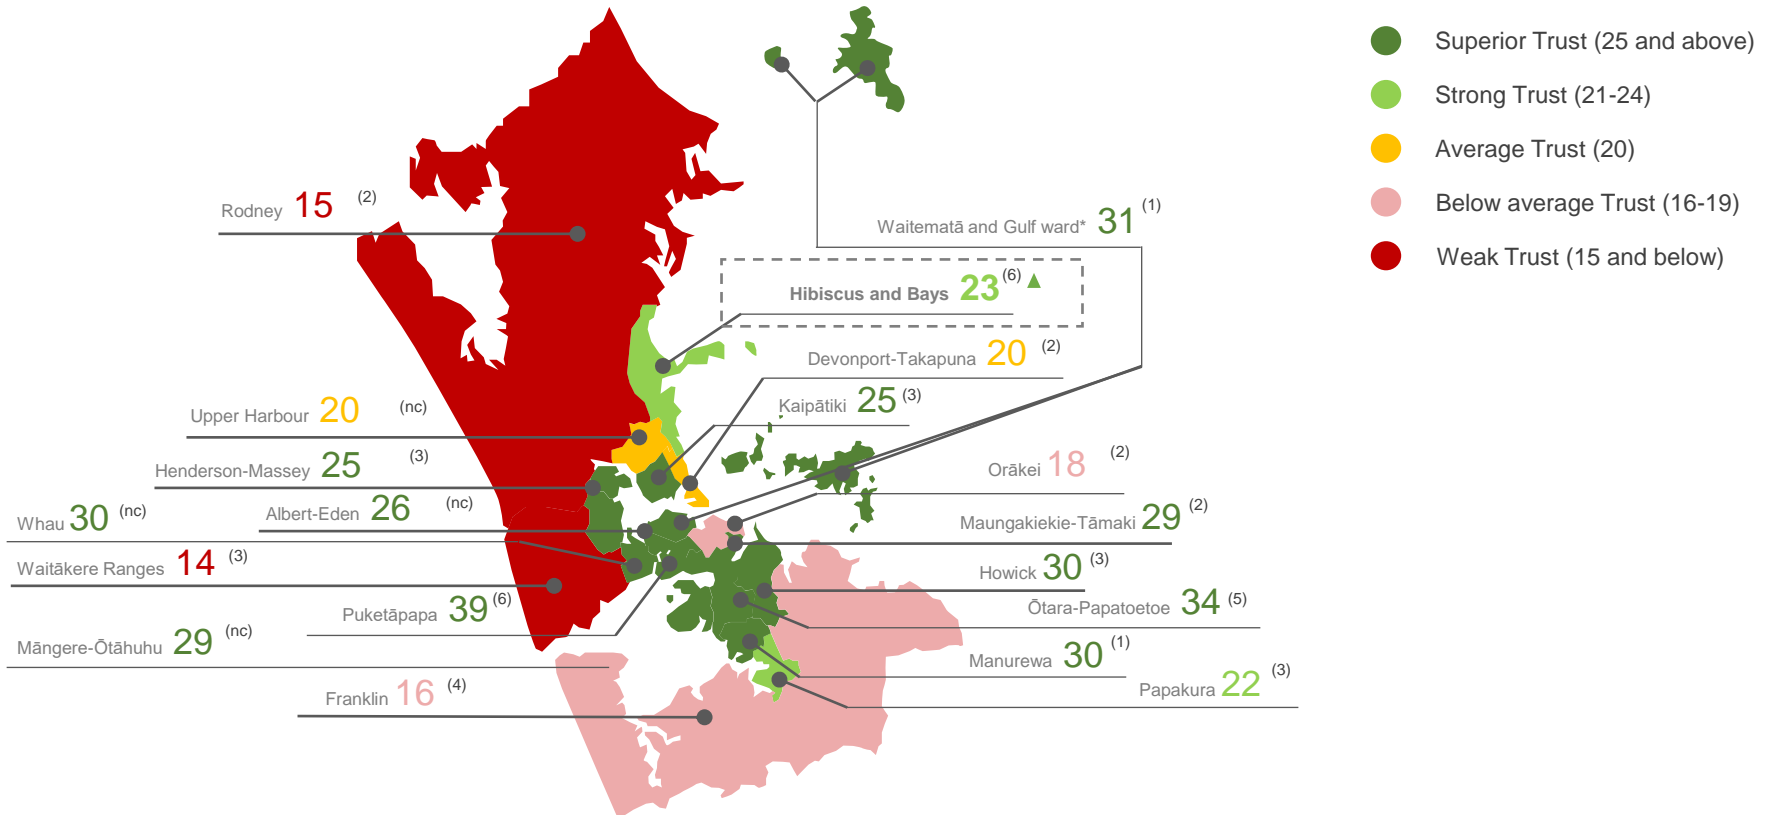 Superior Trust (25 and above)
Strong Trust (21-24)
Average Trust (20)
Below average Trust (16-19)
Weak Trust (15 and below)
Rodney 15 (2)
Waitematā and Gulf ward* 31 (1)
Hibiscus and Bays 23 (6) ▲
Devonport-Takapuna 20 (2)
Kaipātiki 25 (3)
Upper Harbour 20 (nc)
Henderson-Massey 25 (3)
Orākei 18 (2)
Albert-Eden 26 (nc)
Whau 30 (nc)
Maungakiekie-Tāmaki 29 (2)
Waitākere Ranges 14 (3)
Howick 30 (3)
Puketāpapa 39 (6)
Ōtara-Papatoetoe 34 (5)
Māngere-Ōtāhuhu 29 (nc)
Manurewa 30 (1)
Franklin 16 (4)
Papakura 22 (3)